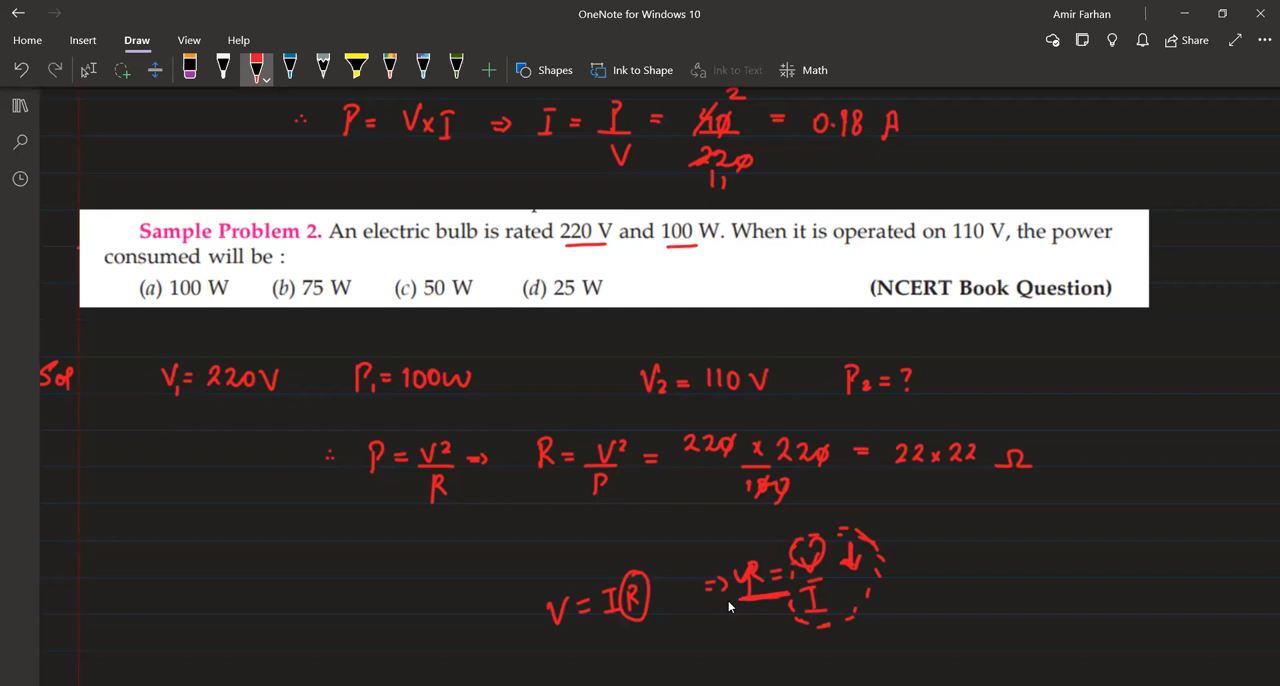 OneNote for Windows 10
Amir Farhan
Home Insert Draw View Help
Share
Shapes Ink to Shape Ink to Text Math
∴ P = V×I ⇒ I = P/V = 40/220 = 0.18 A
2
11
Sample Problem 2. An electric bulb is rated 220 V and 100 W. When it is operated on 110 V, the power
consumed will be :
(a) 100 W (b) 75 W (c) 50 W (d) 25 W (NCERT Book Question)
Sol V₁ = 220V P₁ = 100W V₂ = 110 V P₂ = ?
∴ P = V²/R ⇒ R = V²/P = 220 × 220/100 = 22 × 22 Ω
V = IR ⇒ R = V/I